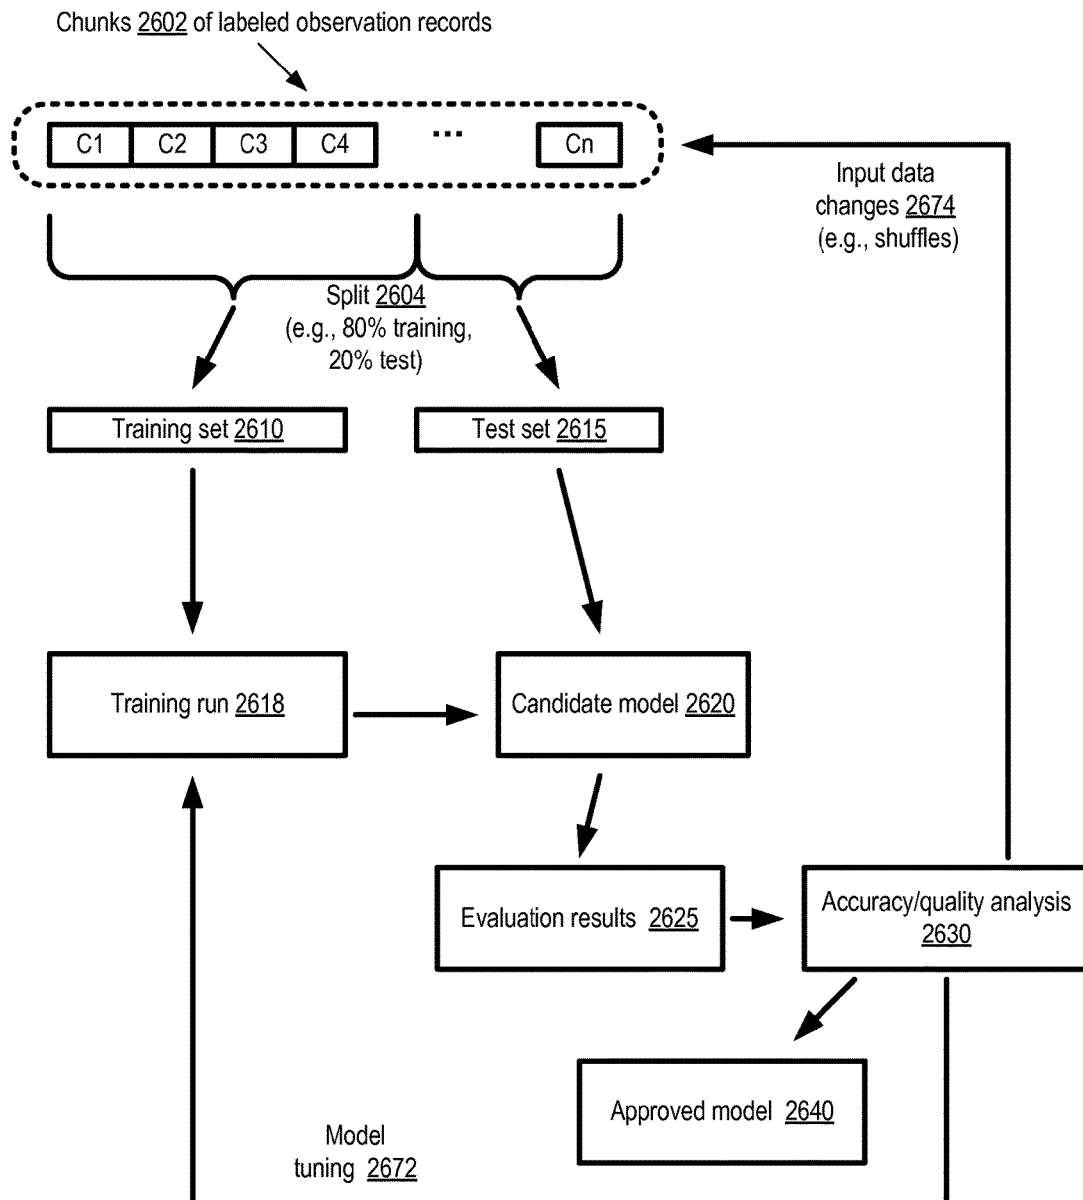 Chunks 2602 of labeled observation records
C1 C2 C3 C4 ... Cn
Input data
changes 2674
(e.g., shuffles)
Split 2604
(e.g., 80% training,
20% test)
Training set 2610
Test set 2615
Training run 2618
Candidate model 2620
Evaluation results 2625
Accuracy/quality analysis
2630
Approved model 2640
Model
tuning 2672